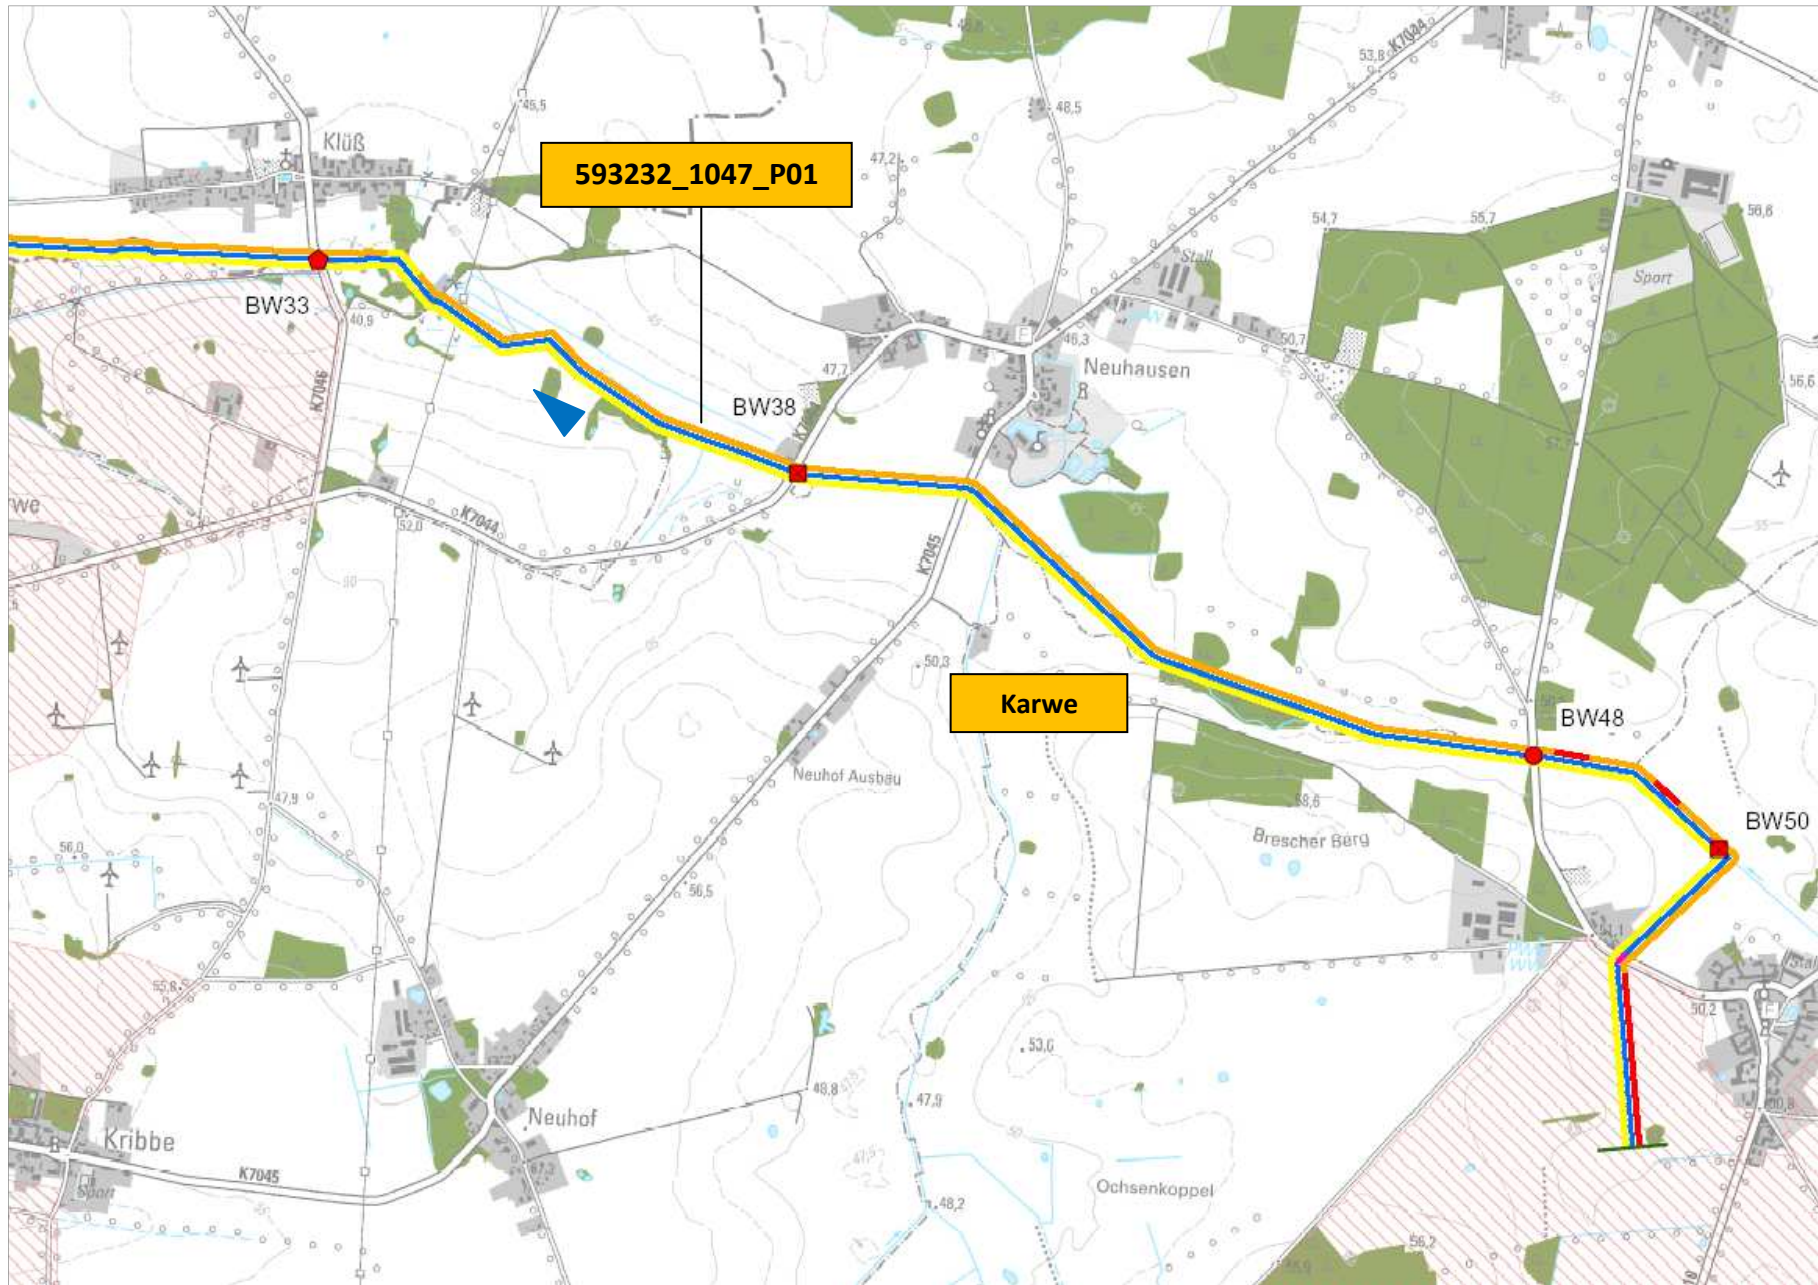 48,5
53,8
K7044
45,5
Klüß
593232_1047_P01
47,2
54,7
55,7
56,8
Stall
Sport
BW33
40,9
K7046
46,3
50,7
Neuhausen
47,7
56,6
BW38
K7044
52,0
K7045
50,3
Karwe
BW48
Neuhof Ausbau
47,9
58,6
Brescher Berg
BW50
56,0
56,5
55,8
50,2
F
53,6
48,8
47,9
Neuhof
Kribbe
K7045
Sport
Ochsenkoppel
48,2
56,2